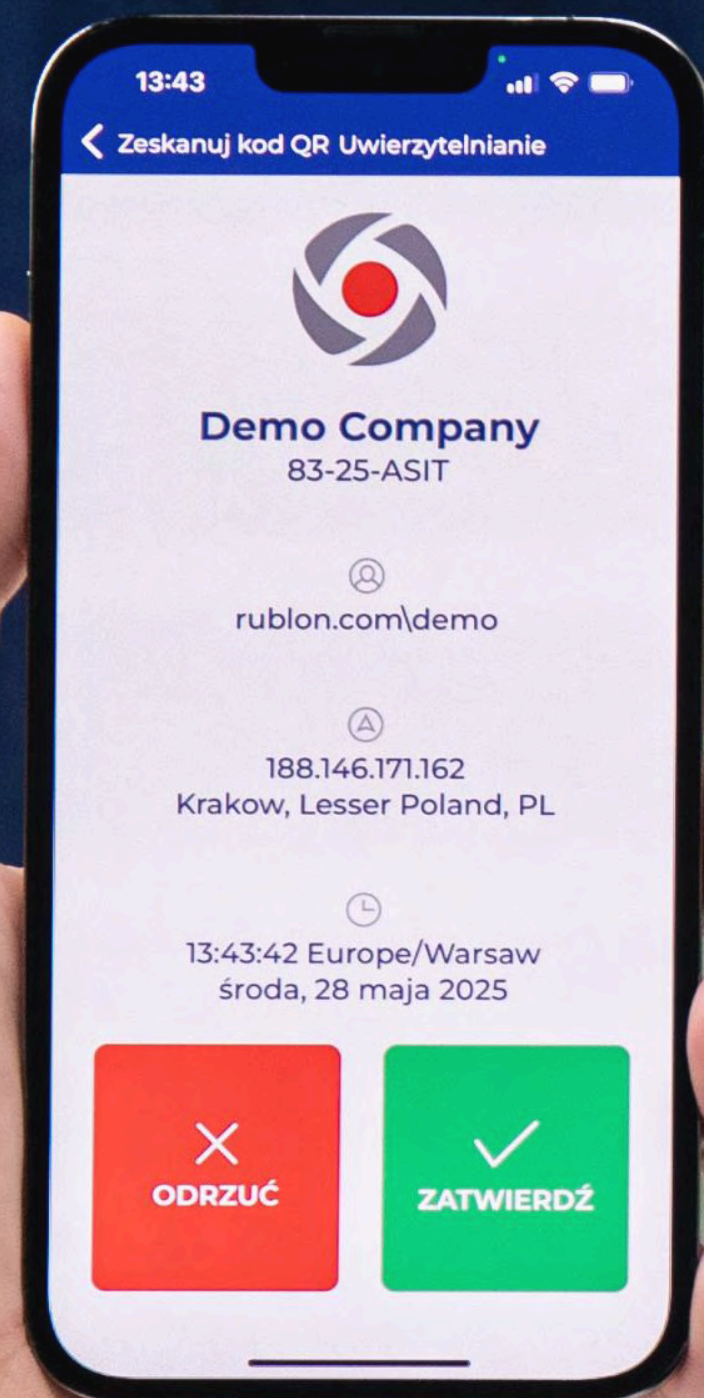 13:43
Zeskanuj kod QR Uwierzytelnianie
Demo Company
83-25-ASIT
rublon.com\demo
188.146.171.162
Krakow, Lesser Poland, PL
13:43:42 Europe/Warsaw
środa, 28 maja 2025
ODRZUĆ
ZATWIERDŹ